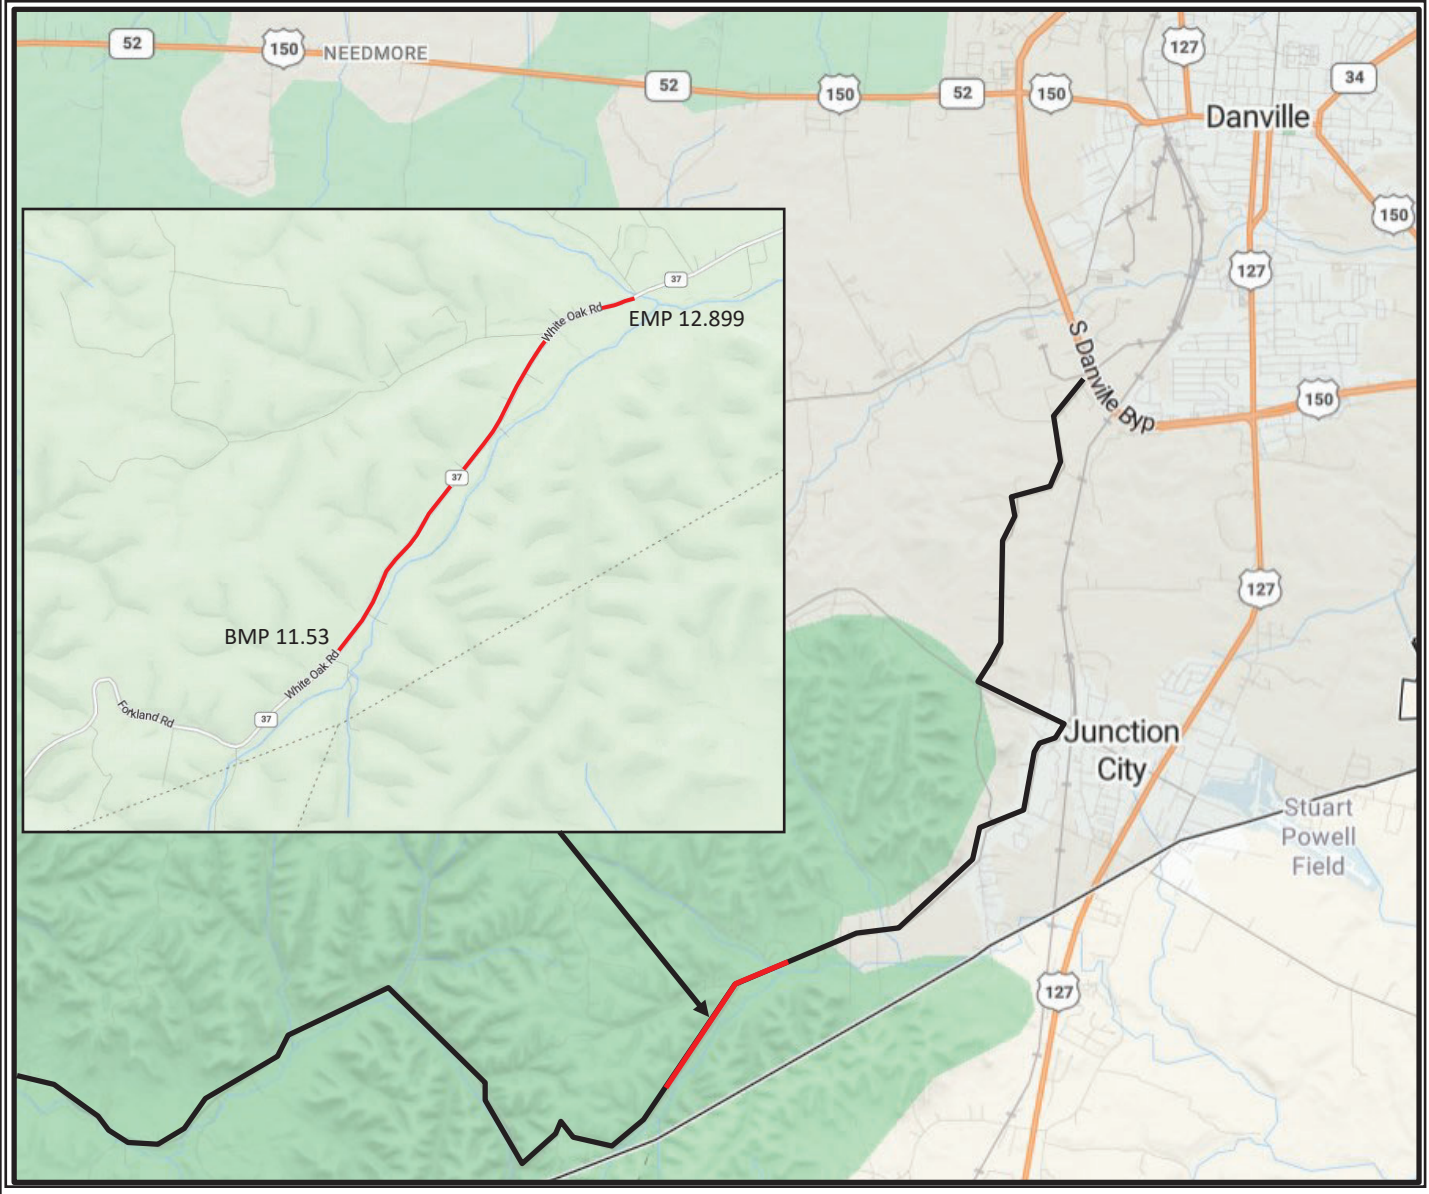 52
150
NEEDMORE
52
150
52
150
127
34
Danville
150
127
S Danville Byp
150
127
Junction
City
Stuart
Powell
Field
127
37
White Oak Rd
EMP 12.899
37
BMP 11.53
White Oak Rd
37
Forkland Rd